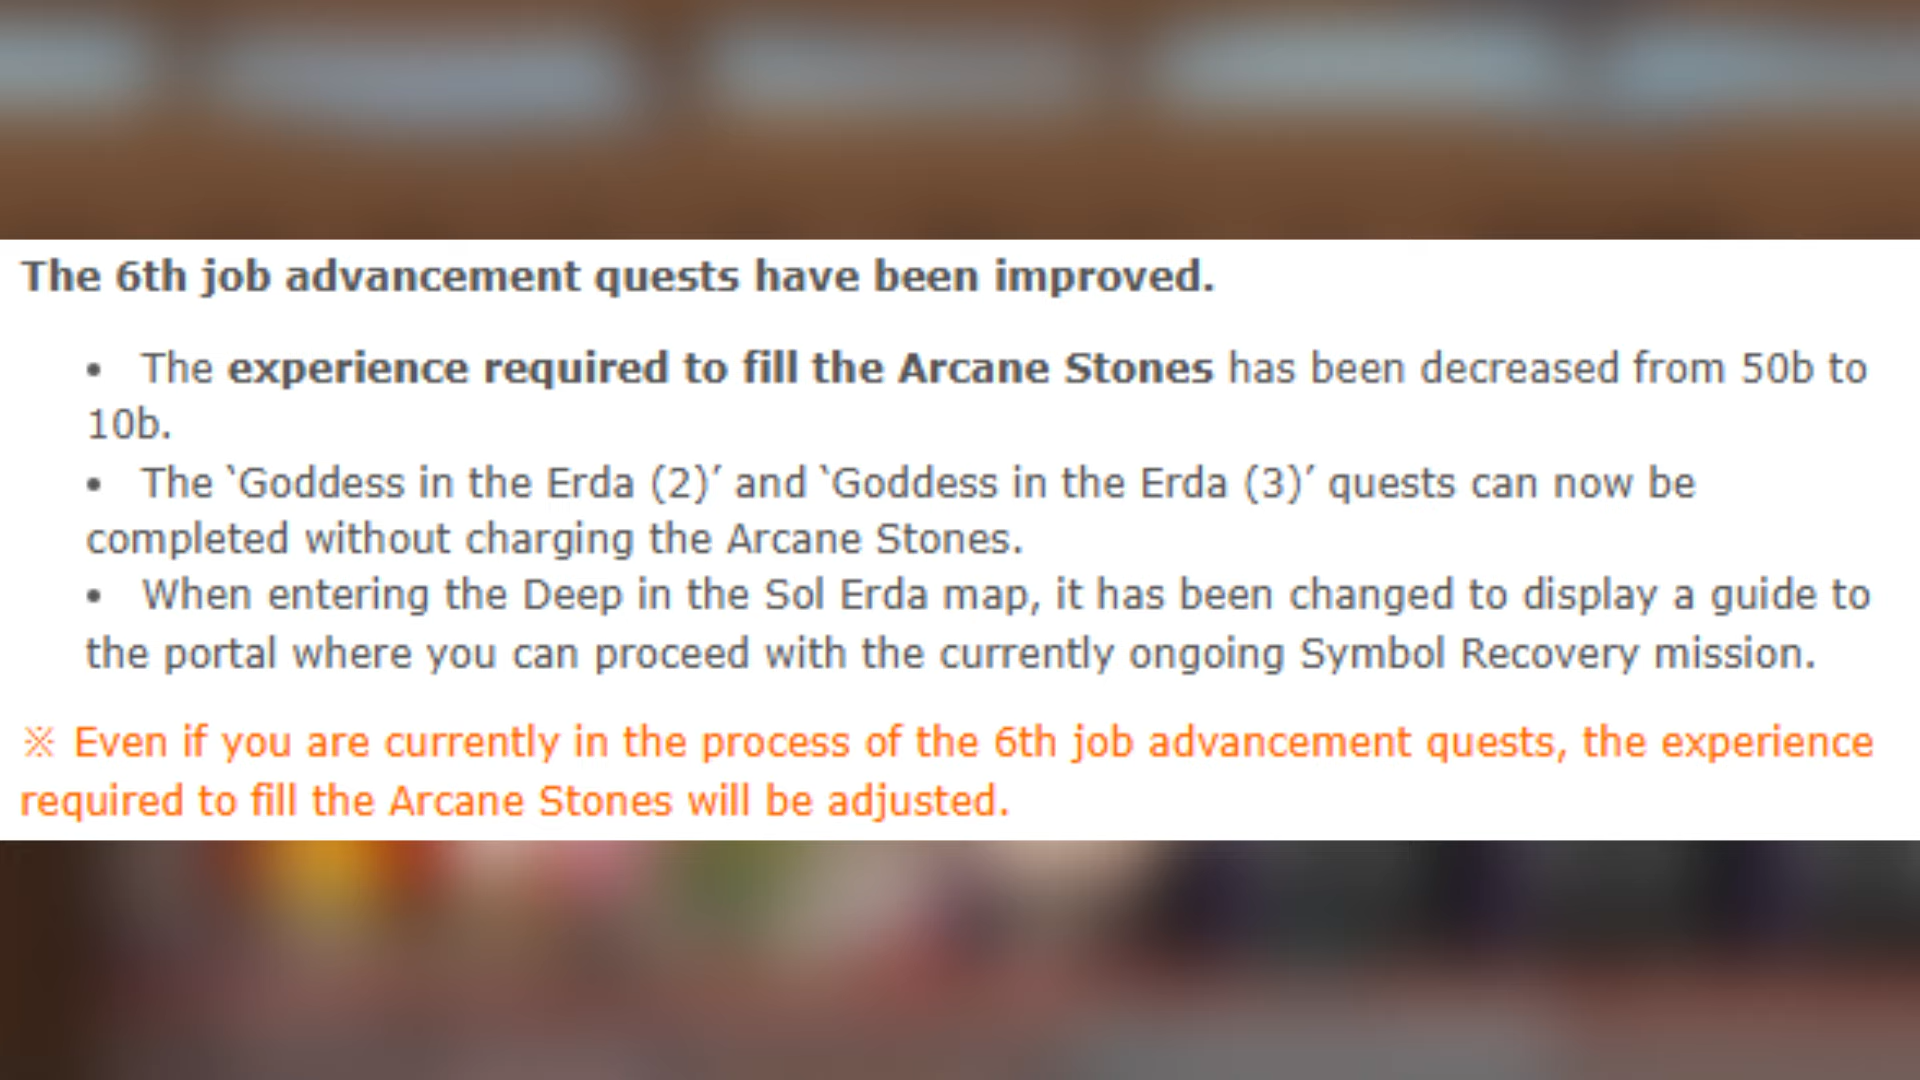 The 6th job advancement quests have been improved.
• The experience required to fill the Arcane Stones has been decreased from 50b to
10b.
• The ‘Goddess in the Erda (2)’ and ‘Goddess in the Erda (3)’ quests can now be
completed without charging the Arcane Stones.
• When entering the Deep in the Sol Erda map, it has been changed to display a guide to
the portal where you can proceed with the currently ongoing Symbol Recovery mission.
※ Even if you are currently in the process of the 6th job advancement quests, the experience
required to fill the Arcane Stones will be adjusted.